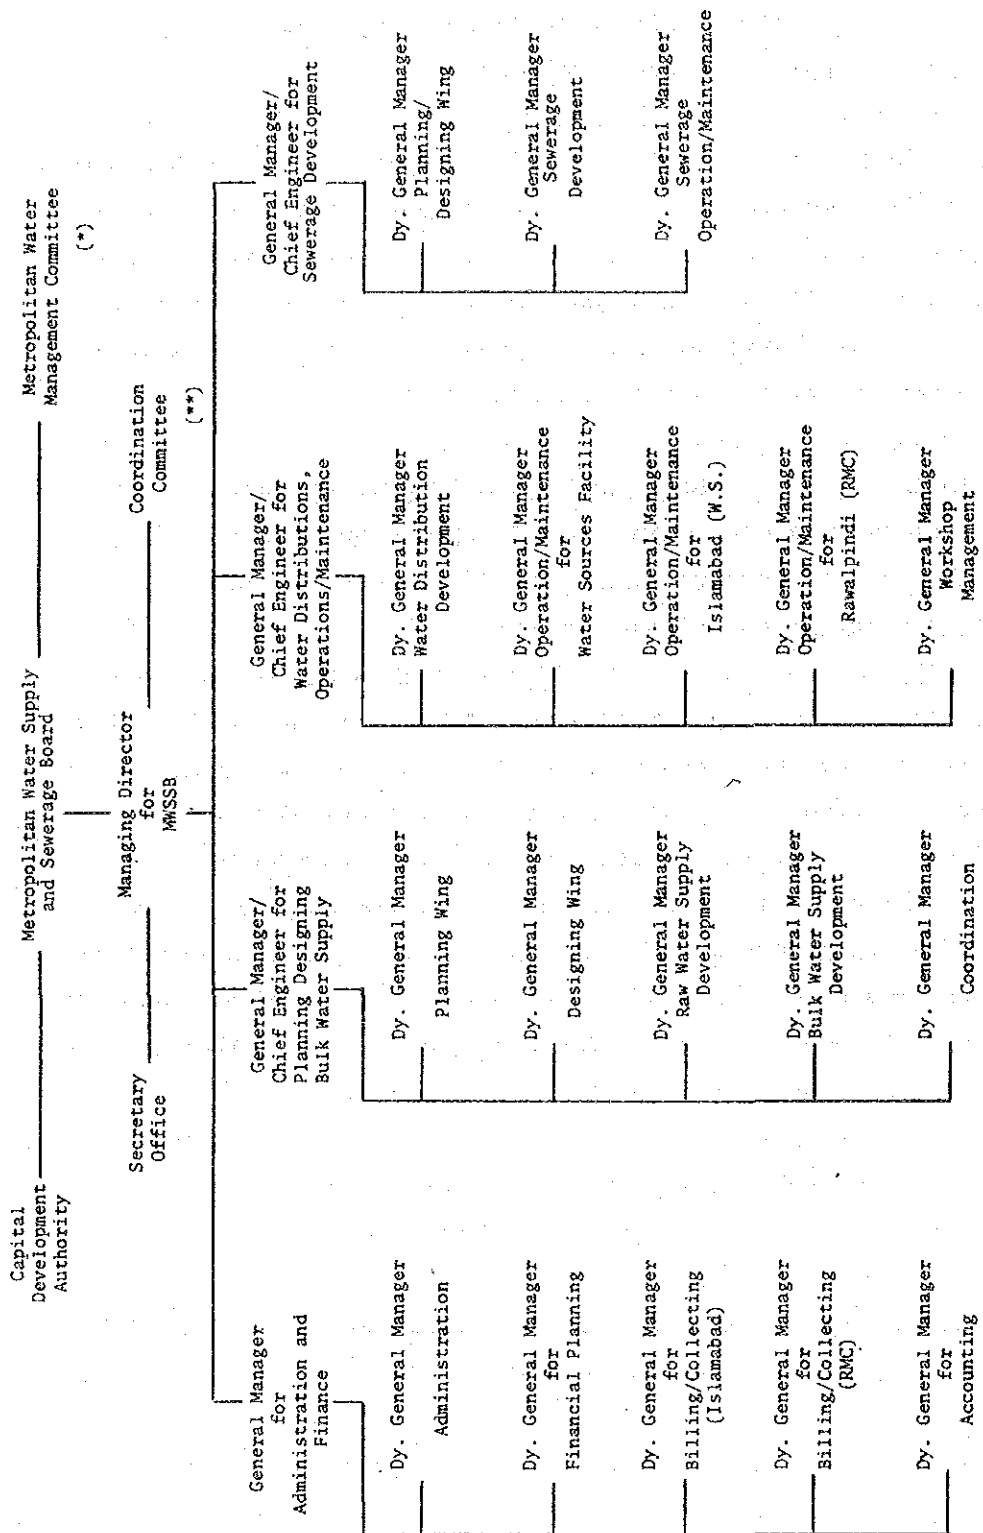 Capital
Development
Authority
Metropolitan Water Supply
and Sewerage Board
Metropolitan Water
Management Committee
(*)
Secretary
Office
Managing Director
for
MWSSB
Coordination
Committee
(**)
General Manager
for
Administration and
Finance
Dy. General Manager
Administration
Dy. General Manager
for
Financial Planning
Dy. General Manager
for
Billing/Collecting
(Islamabad)
Dy. General Manager
for
Billing/Collecting
(RMC)
Dy. General Manager
for
Accounting
General Manager/
Chief Engineer for
Planning Designing
Bulk Water Supply
Dy. General Manager
Planning Wing
Dy. General Manager
Designing Wing
Dy. General Manager
Raw Water Supply
Development
Dy. General Manager
Bulk Water Supply
Development
Dy. General Manager
Coordination
General Manager/
Chief Engineer for
Water Distributions,
Operations/Maintenance
Dy. General Manager
Water Distribution
Development
Dy. General Manager
Operation/Maintenance
for
Water Sources Facility
Dy. General Manager
Operation/Maintenance
for
Islamabad (W.S.)
Dy. General Manager
Operation/Maintenance
for
Rawalpindi (RMC)
Dy. General Manager
Workshop
Management
General Manager/
Chief Engineer for
Sewerage Development
Dy. General Manager
Planning/
Designing Wing
Dy. General Manager
Sewerage
Development
Dy. General Manager
Sewerage
Operation/Maintenance